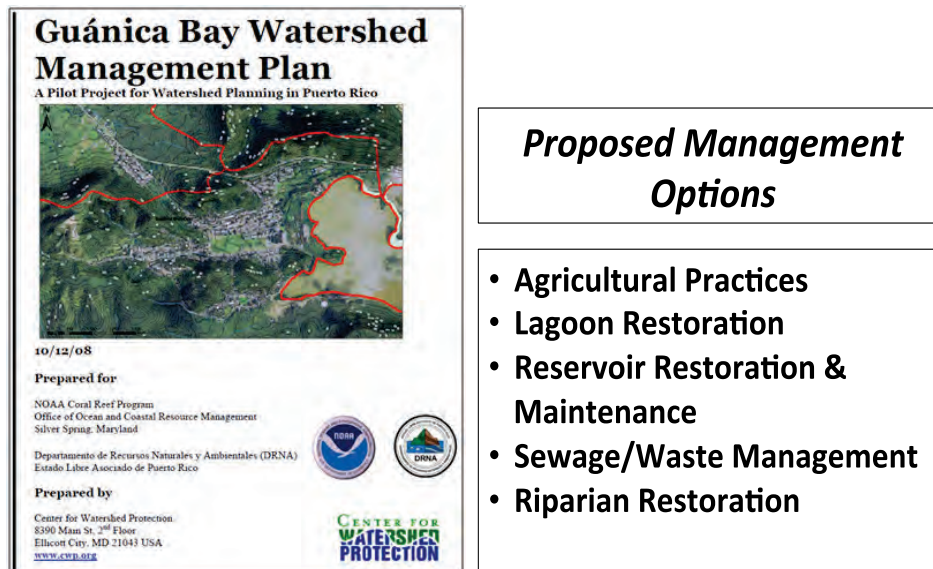 Guánica Bay Watershed
Management Plan
A Pilot Project for Watershed Planning in Puerto Rico
N
10/12/08
Prepared for
NOAA Coral Reef Program
Office of Ocean and Coastal Resource Management
Silver Spring, Maryland
Departamento de Recursos Naturales y Ambientales (DRNA)
Estado Libre Asociado de Puerto Rico
NOAA
DRNA
Prepared by
Center for Watershed Protection
8390 Main St, 2nd Floor
Ellicott City, MD 21043 USA
www.cwp.org
CENTER FOR
WATERSHED
PROTECTION
Proposed Management
Options
• Agricultural Practices
• Lagoon Restoration
• Reservoir Restoration &
Maintenance
• Sewage/Waste Management
• Riparian Restoration